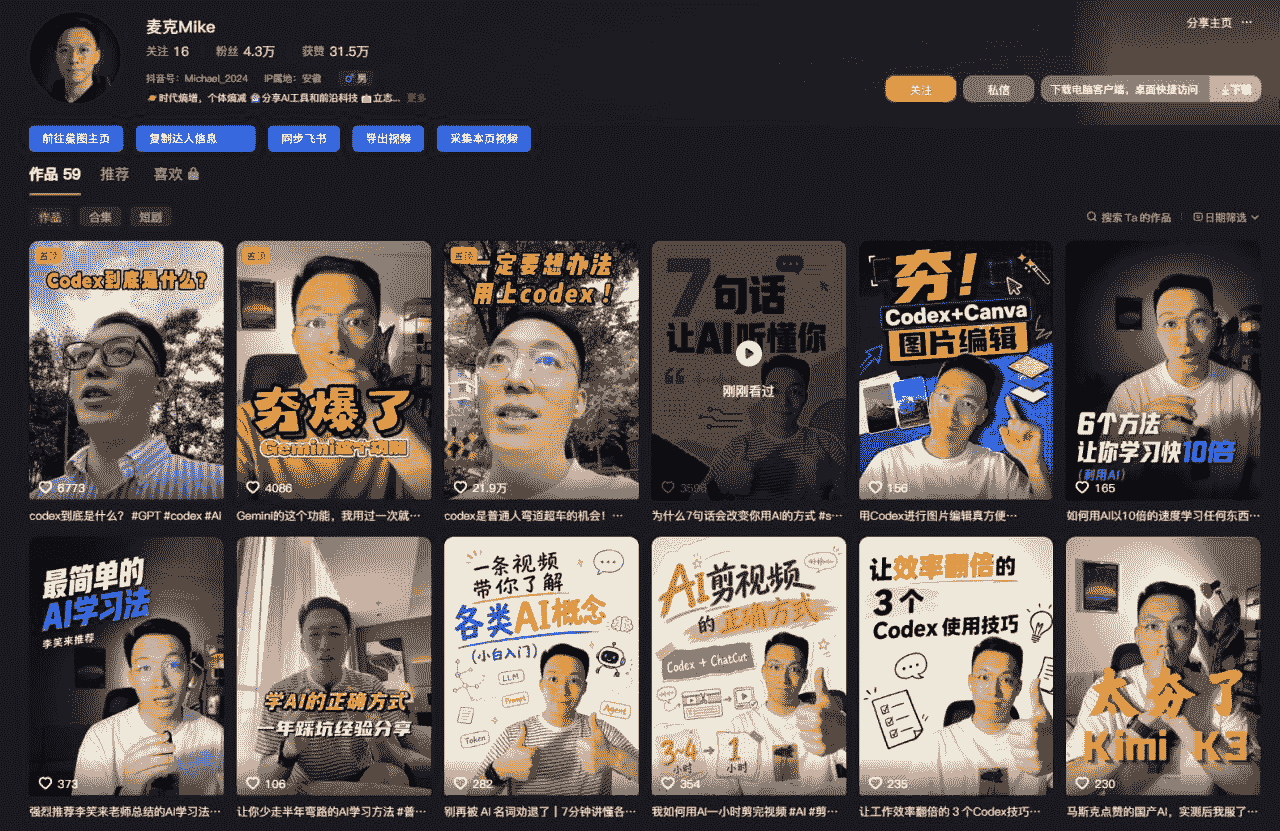 麦克Mike
关注 16 粉丝 4.3万 获赞 31.5万
抖音号: Michael_2024 IP属地: 安徽 ♂男
时代熵增，个体熵减 分享AI工具和前沿科技 立志... 更多
分享主页 ···
关注
私信
下载电脑客户端，桌面快捷访问
下载
前往星图主页
复制达人信息
同步飞书
导出视频
采集本页视频
作品 59 推荐 喜欢
作品 合集 短剧
搜索 Ta 的作品
日期筛选
置顶
Codex到底是什么?
6773
codex到底是什么？ #GPT #codex #AI
置顶
夯爆了
Gemini这个功能
4086
Gemini的这个功能，我用过一次就···
置顶
一定要想办法
用上codex！
21.9万
codex是普通人弯道超车的机会！ ···
7句话
让AI听懂你
刚刚看过
为什么7句话会改变你用AI的方式 #s···
夯!
Codex+Canva
图片编辑
156
用Codex进行图片编辑真方便···
6个方法
让你学习快10倍
(利用AI)
165
如何用AI以10倍的速度学习任何东西···
最简单的
AI学习法
李笑来推荐
373
强烈推荐李笑来老师总结的AI学习法···
学AI的正确方式
一年踩坑经验分享
106
让你少走半年弯路的AI学习方法 #普···
一条视频
带你了解
各类AI概念
(小白入门)
LLM
Prompt
Agent
Token
282
别再被 AI 名词劝退了 | 7分钟讲懂各···
AI剪视频
的正确方式
Codex + ChatCut
3~4小时 → 1小时
354
我如何用AI一小时剪完视频 #AI #剪···
让效率翻倍的
3个
Codex 使用技巧
235
让工作效率翻倍的 3 个Codex技巧···
太夯了
Kimi K3
230
马斯克点赞的国产AI，实测后我服了···